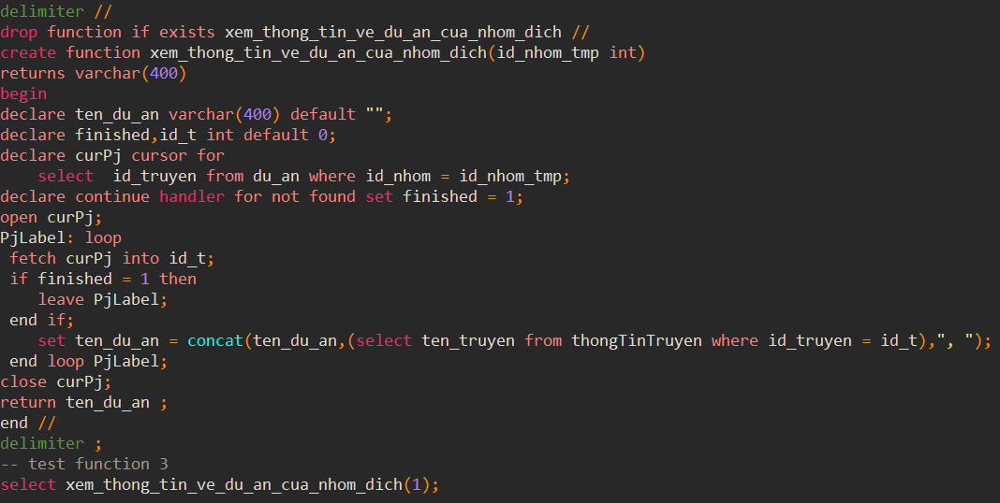 delimiter //
drop function if exists xem_thong_tin_ve_du_an_cua_nhom_dich //
create function xem_thong_tin_ve_du_an_cua_nhom_dich(id_nhom_tmp int)
returns varchar(400)
begin
declare ten_du_an varchar(400) default "";
declare finished,id_t int default 0;
declare curPj cursor for
    select  id_truyen from du_an where id_nhom = id_nhom_tmp;
declare continue handler for not found set finished = 1;
open curPj;
PjLabel: loop
 fetch curPj into id_t;
 if finished = 1 then
    leave PjLabel;
 end if;
    set ten_du_an = concat(ten_du_an,(select ten_truyen from thongTinTruyen where id_truyen = id_t),", ");
 end loop PjLabel;
close curPj;
return ten_du_an ;
end //
delimiter ;
-- test function 3
select xem_thong_tin_ve_du_an_cua_nhom_dich(1);